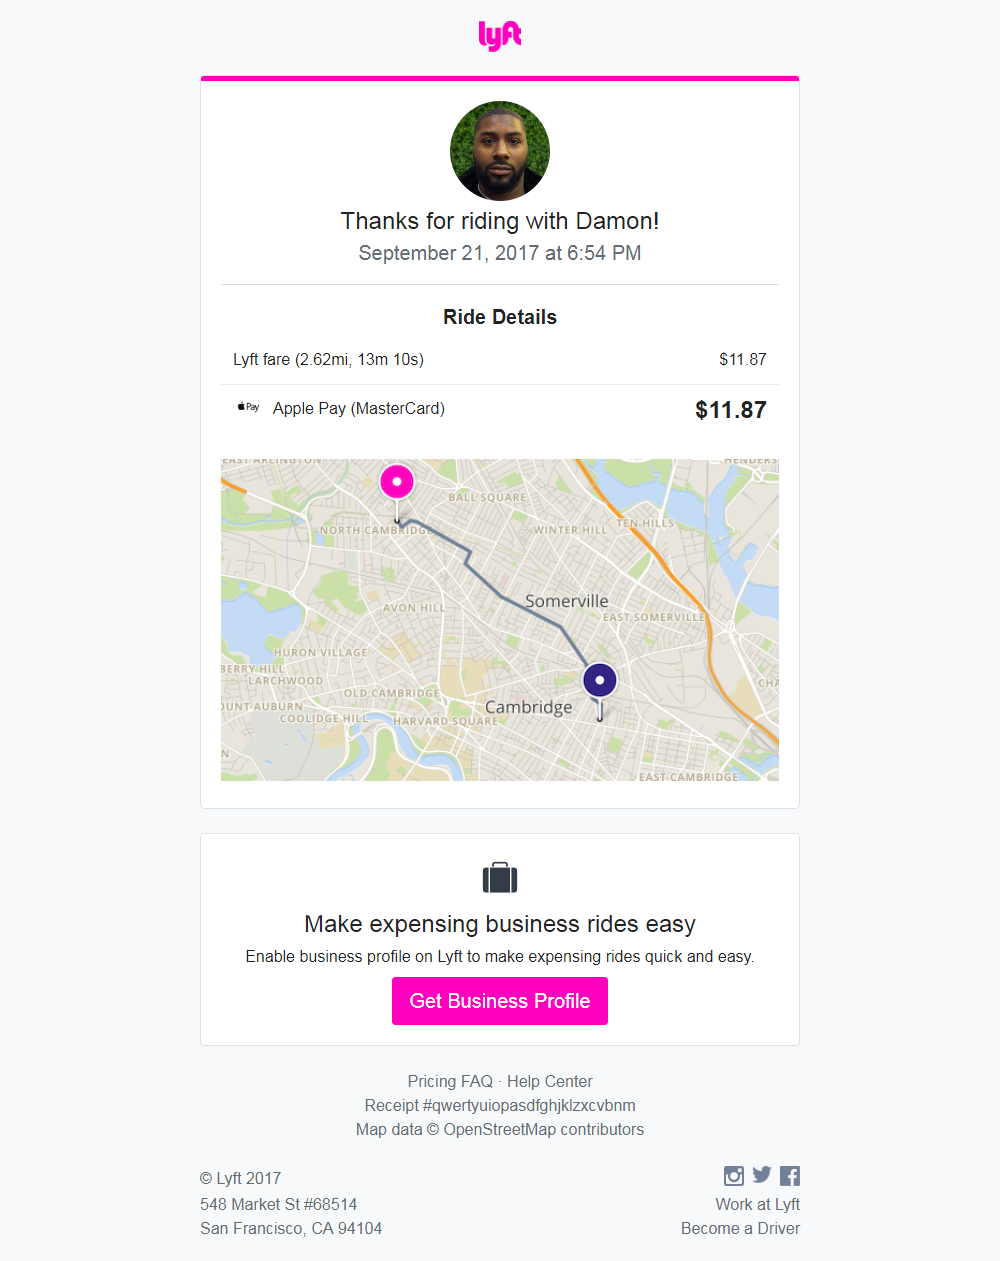 lyft
Thanks for riding with Damon!
September 21, 2017 at 6:54 PM
Ride Details
Lyft fare (2.62mi, 13m 10s) $11.87
Pay Apple Pay (MasterCard) $11.87
EAST ARLINGTON
HENDERS
BALL SQUARE
NORTH CAMBRIDGE
WINTER HILL
TEN HILLS
Somerville
AVON HILL
EAST SOMERVILLE
HURON VILLAGE
BERRY HILL
LARCHWOOD
CHA
OLD CAMBRIDGE
OUNT AUBURN
Cambridge
COOLIDGE HILL
HARVARD SQUARE
N
EAST CAMBRIDGE
Make expensing business rides easy
Enable business profile on Lyft to make expensing rides quick and easy.
Get Business Profile
Pricing FAQ · Help Center
Receipt #qwertyuiopasdfghjklzxcvbnm
Map data © OpenStreetMap contributors
© Lyft 2017
548 Market St #68514
Work at Lyft
San Francisco, CA 94104
Become a Driver